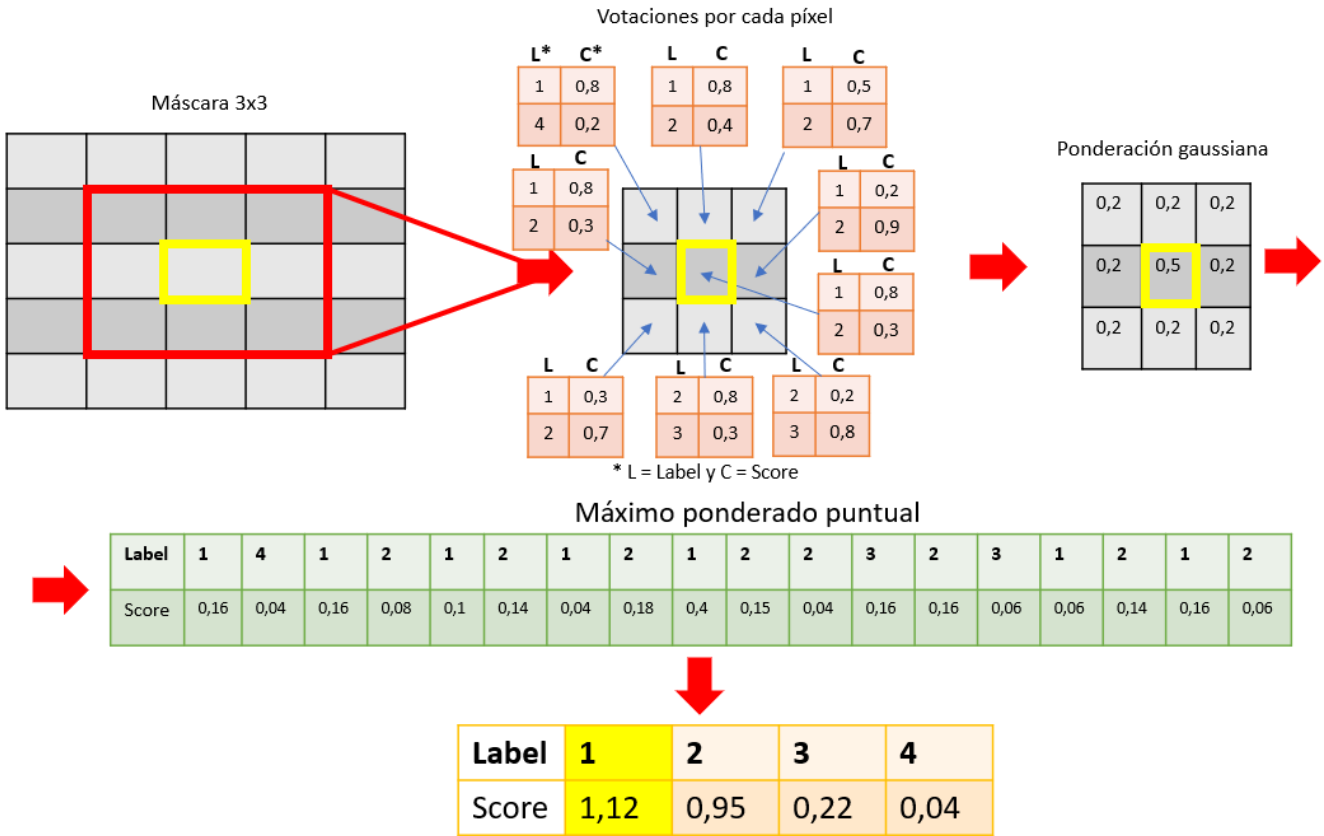 Votaciones por cada píxel
Máscara 3x3
L* C*
1 0,8
4 0,2
L C
1 0,8
2 0,4
L C
1 0,5
2 0,7
L C
1 0,8
2 0,3
L C
1 0,2
2 0,9
L C
1 0,8
2 0,3
L C
1 0,3
2 0,7
L C
2 0,8
3 0,3
L C
2 0,2
3 0,8
* L = Label y C = Score
Ponderación gaussiana
0,2 0,2 0,2
0,2 0,5 0,2
0,2 0,2 0,2
Máximo ponderado puntual
Label 1 4 1 2 1 2 1 2 1 2 2 3 2 3 1 2 1 2
Score 0,16 0,04 0,16 0,08 0,1 0,14 0,04 0,18 0,4 0,15 0,04 0,16 0,16 0,06 0,06 0,14 0,16 0,06
Label 1 2 3 4
Score 1,12 0,95 0,22 0,04